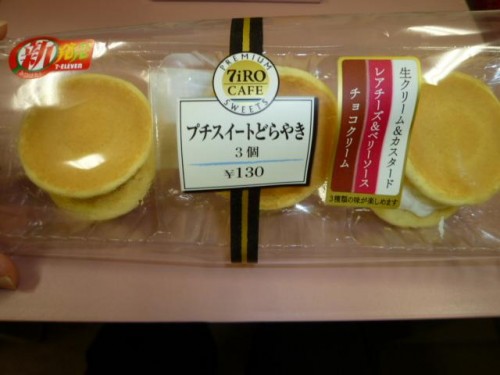 新発売
7-ELEVEN
PREMIUM
7iRO
CAFE
SWEETS
プチスイートどらやき
3個
¥130
生クリーム&カスタード
レアチーズ&ベリーソース
チョコクリーム
3種類の味が楽しめます